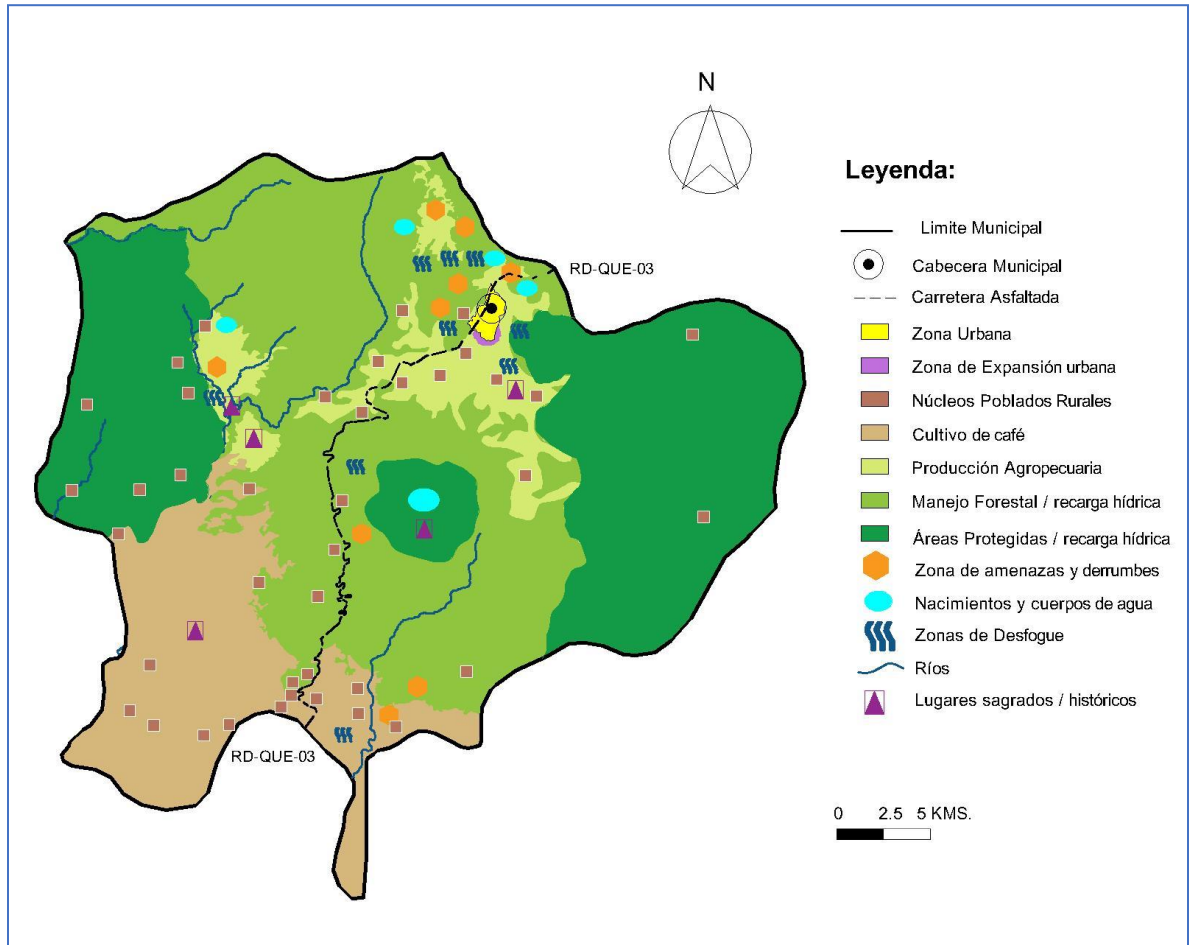 N
Leyenda:
Limite Municipal
Cabecera Municipal
RD-QUE-03
Carretera Asfaltada
Zona Urbana
Zona de Expansión urbana
Núcleos Poblados Rurales
Cultivo de café
Producción Agropecuaria
Manejo Forestal / recarga hídrica
Áreas Protegidas / recarga hídrica
Zona de amenazas y derrumbes
Nacimientos y cuerpos de agua
Zonas de Desfogue
Ríos
Lugares sagrados / históricos
RD-QUE-03
0 2.5 5 KMS.